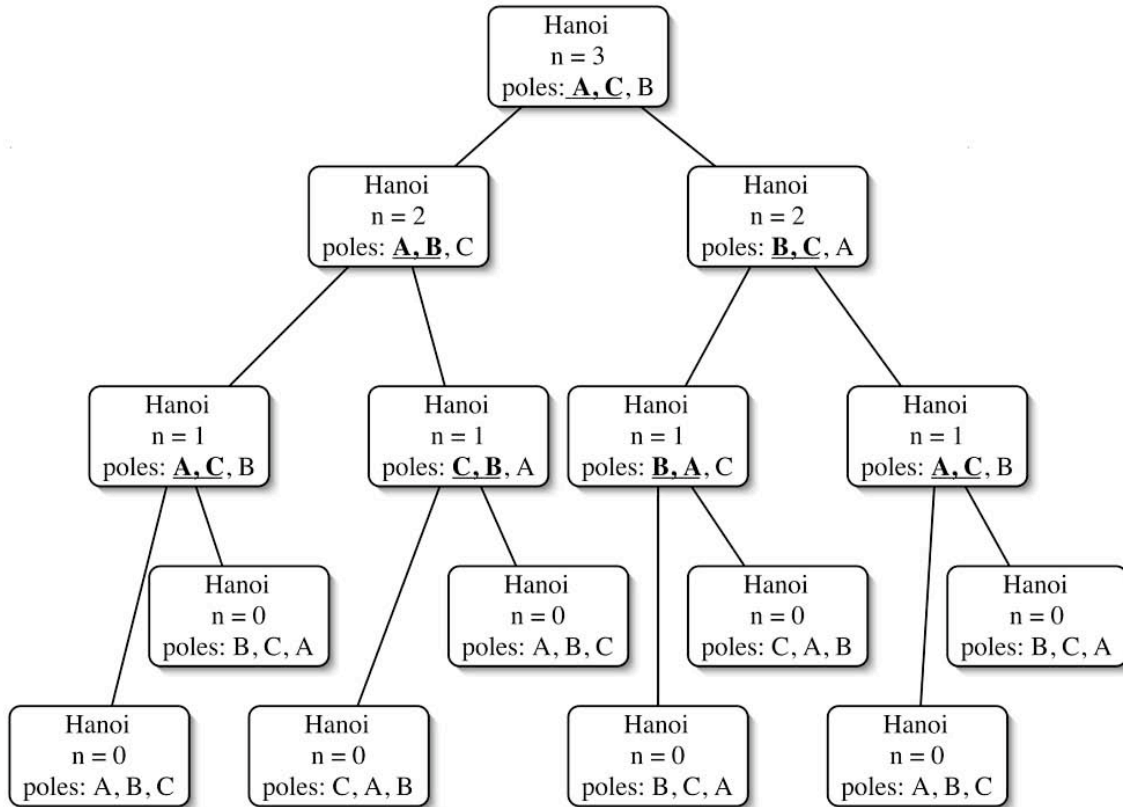 Hanoi
n = 3
poles: A, C, B
Hanoi
n = 2
poles: A, B, C
Hanoi
n = 2
poles: B, C, A
Hanoi
n = 1
poles: A, C, B
Hanoi
n = 1
poles: C, B, A
Hanoi
n = 1
poles: B, A, C
Hanoi
n = 1
poles: A, C, B
Hanoi
n = 0
poles: B, C, A
Hanoi
n = 0
poles: A, B, C
Hanoi
n = 0
poles: C, A, B
Hanoi
n = 0
poles: B, C, A
Hanoi
n = 0
poles: A, B, C
Hanoi
n = 0
poles: C, A, B
Hanoi
n = 0
poles: B, C, A
Hanoi
n = 0
poles: A, B, C